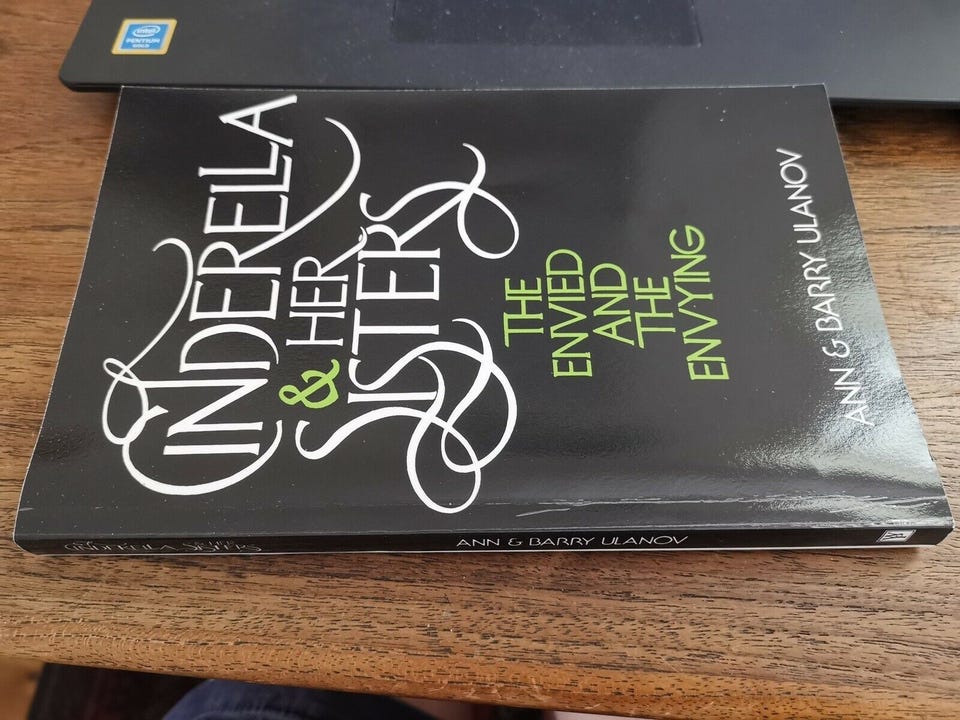 intel
PENTIUM
GOLD
CINDERELLA
& HER
SISTERS
THE
ENVIED
AND
THE
ENVYING
ANN & BARRY ULANOV
CINDERELLA & HER SISTERS
ANN & BARRY ULANOV